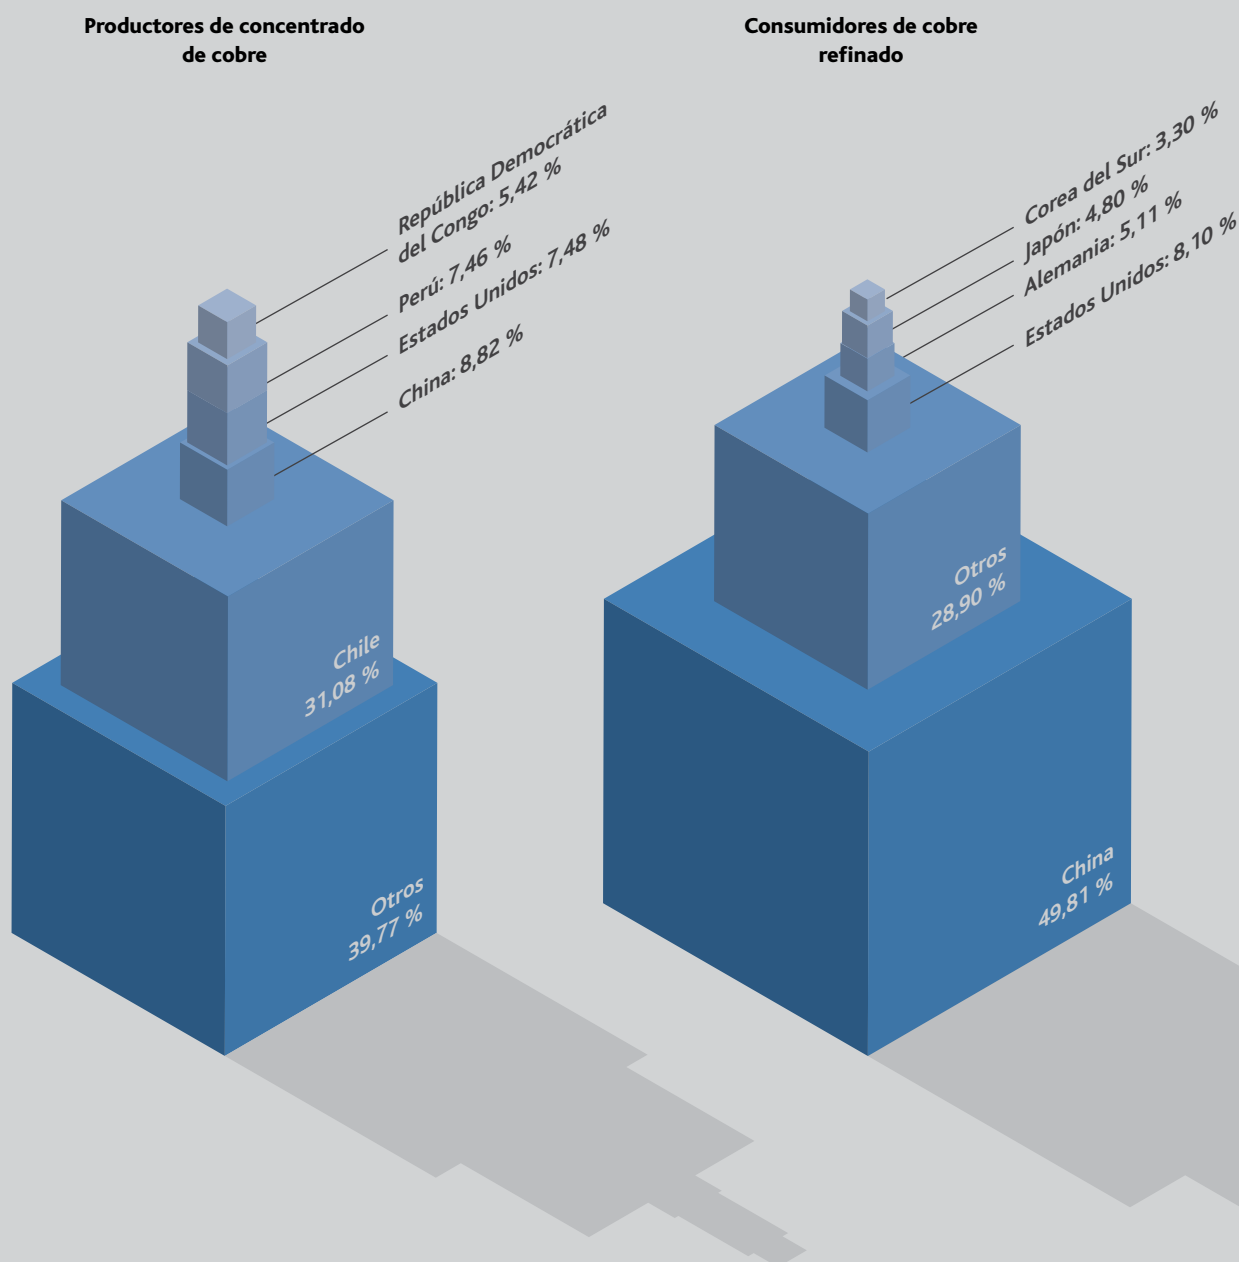 Productores de concentrado
de cobre
República Democrática
del Congo: 5,42 %
Perú: 7,46 %
Estados Unidos: 7,48 %
China: 8,82 %
Chile
31,08 %
Otros
39,77 %
Consumidores de cobre
refinado
Corea del Sur: 3,30 %
Japón: 4,80 %
Alemania: 5,11 %
Estados Unidos: 8,10 %
Otros
28,90 %
China
49,81 %